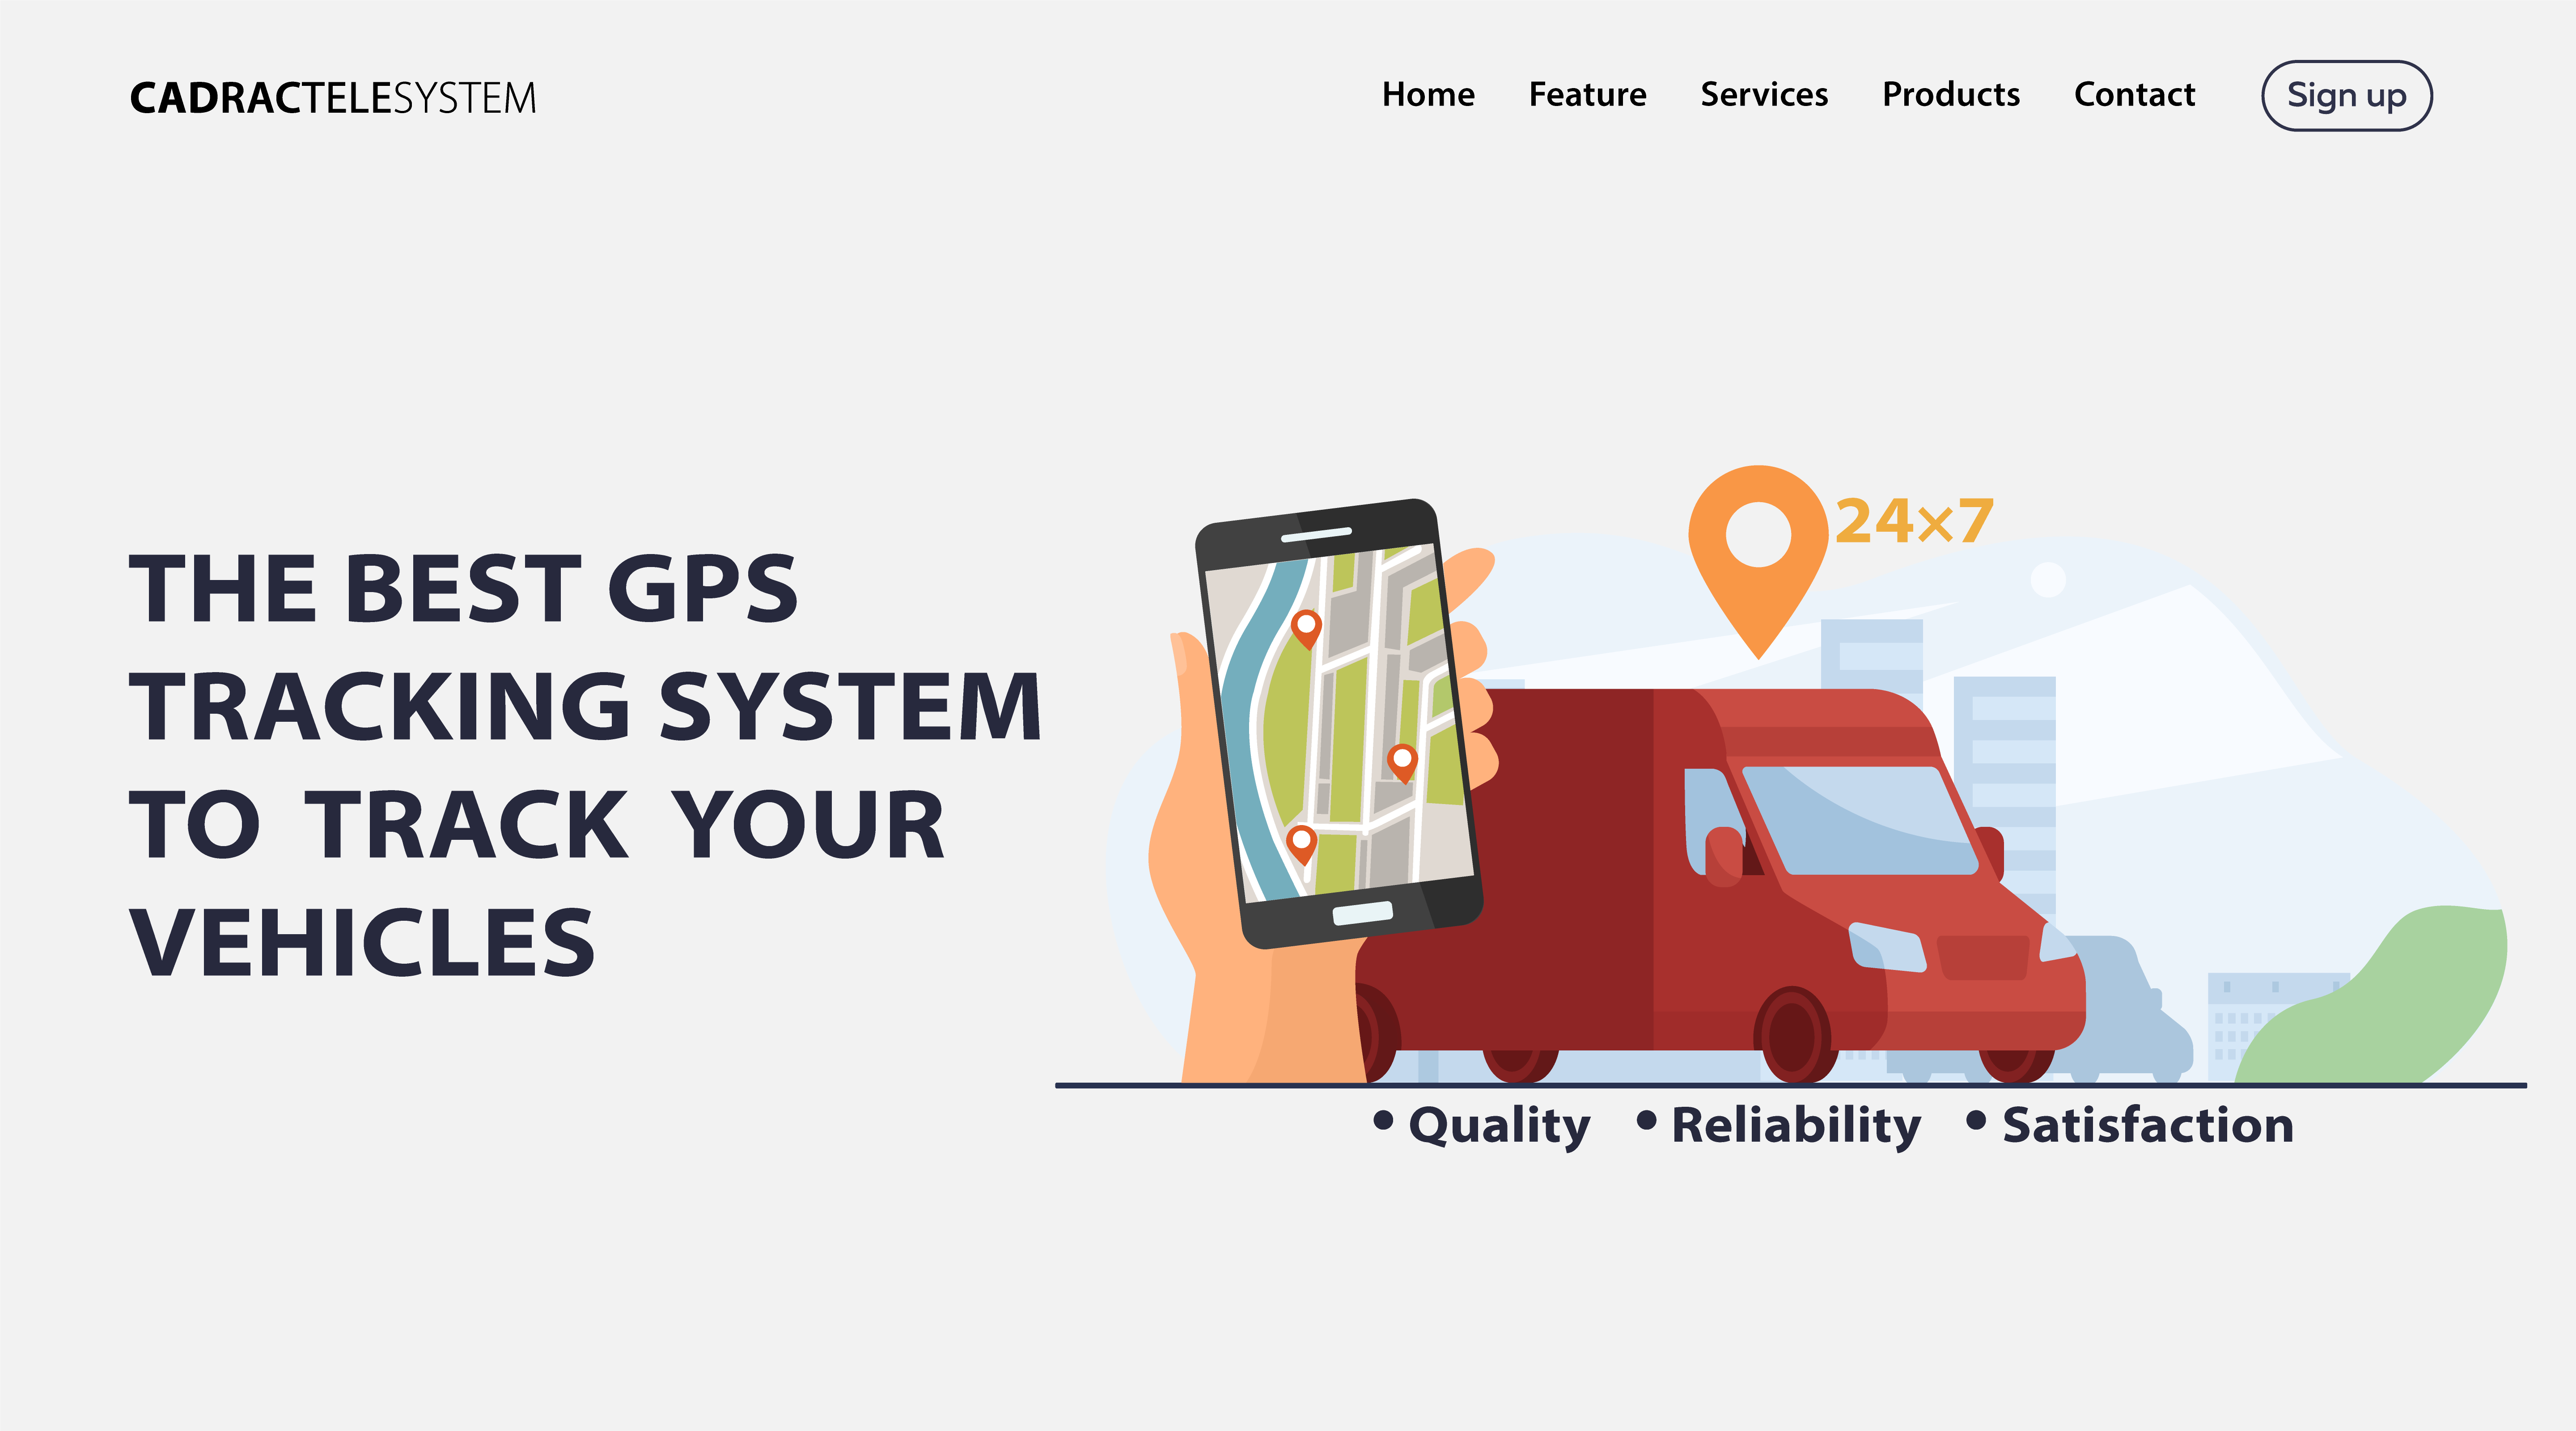 CADRACTELESYSTEM
Home Feature Services Products Contact Sign up
24×7
THE BEST GPS
TRACKING SYSTEM
TO TRACK YOUR
VEHICLES
• Quality • Reliability • Satisfaction